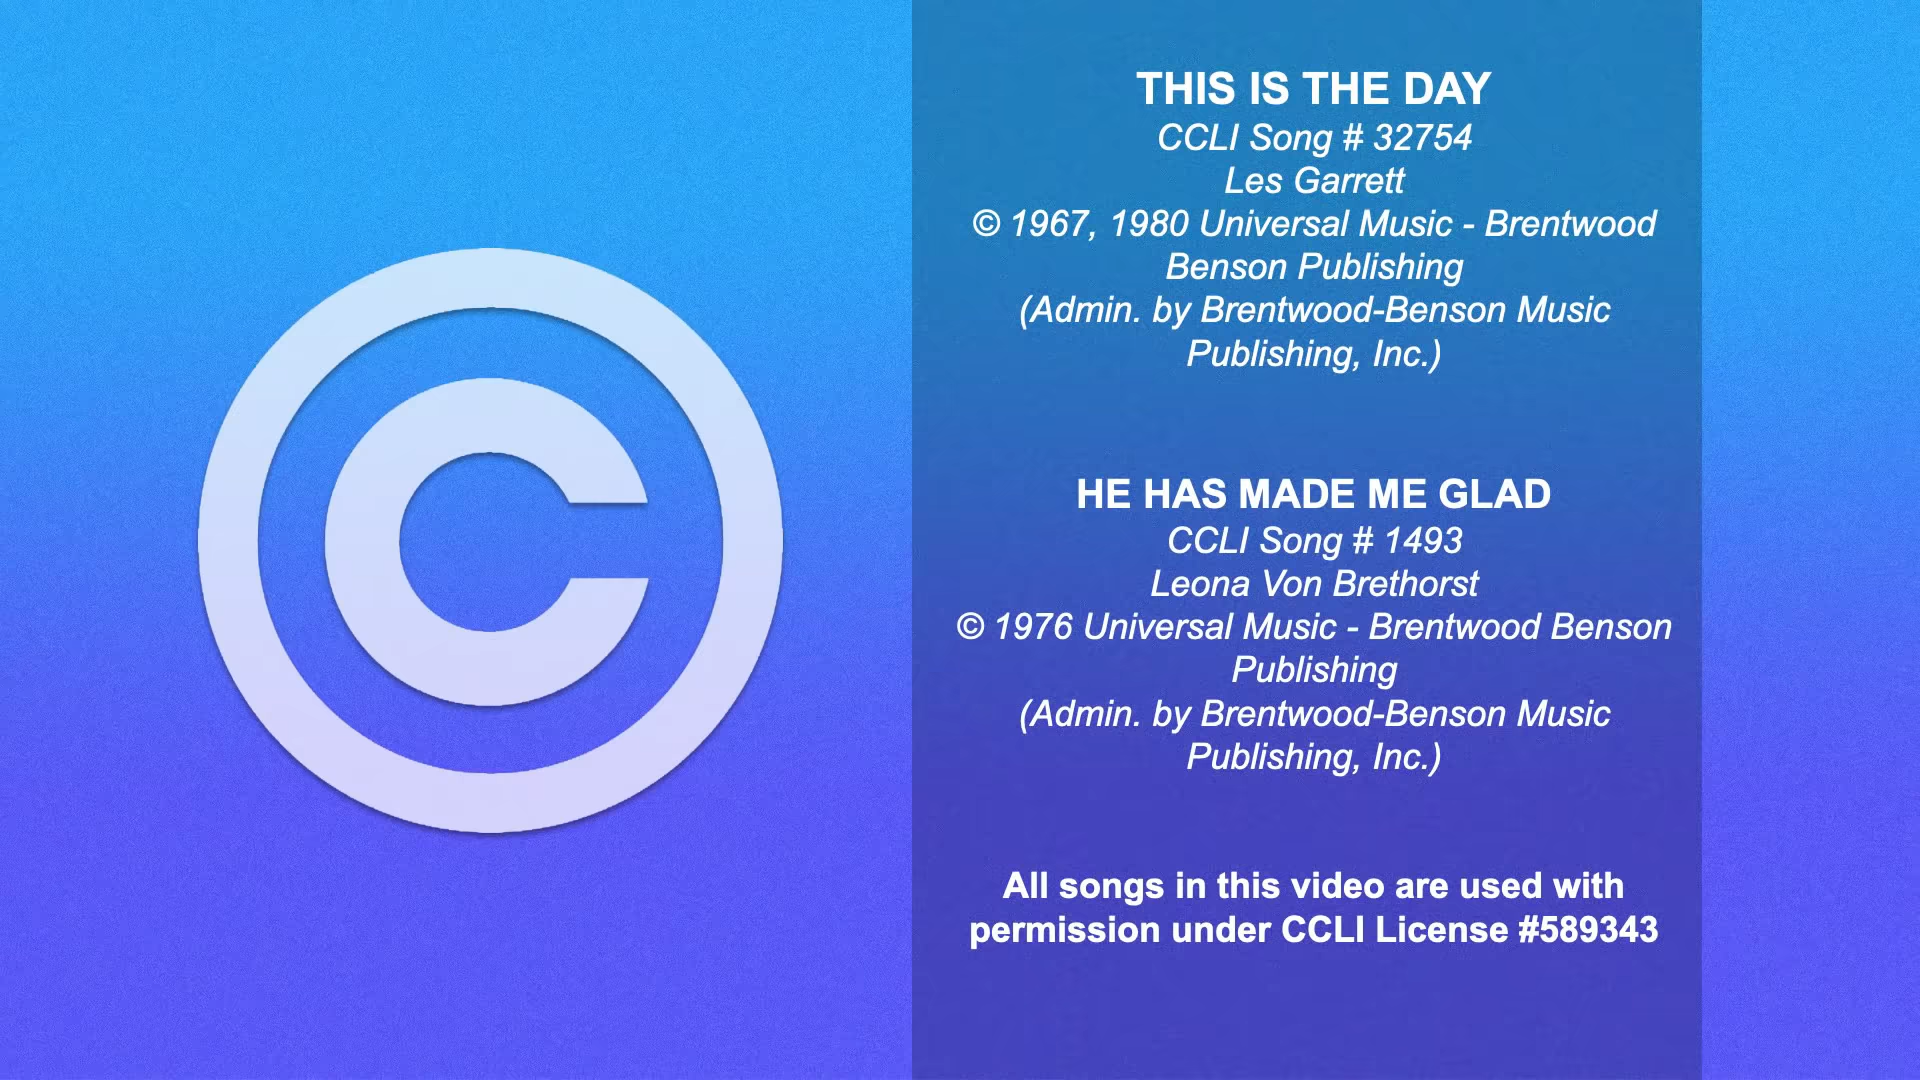 ©
THIS IS THE DAY
CCLI Song # 32754
Les Garrett
© 1967, 1980 Universal Music - Brentwood
Benson Publishing
(Admin. by Brentwood-Benson Music
Publishing, Inc.)
HE HAS MADE ME GLAD
CCLI Song # 1493
Leona Von Brethorst
© 1976 Universal Music - Brentwood Benson
Publishing
(Admin. by Brentwood-Benson Music
Publishing, Inc.)
All songs in this video are used with
permission under CCLI License #589343